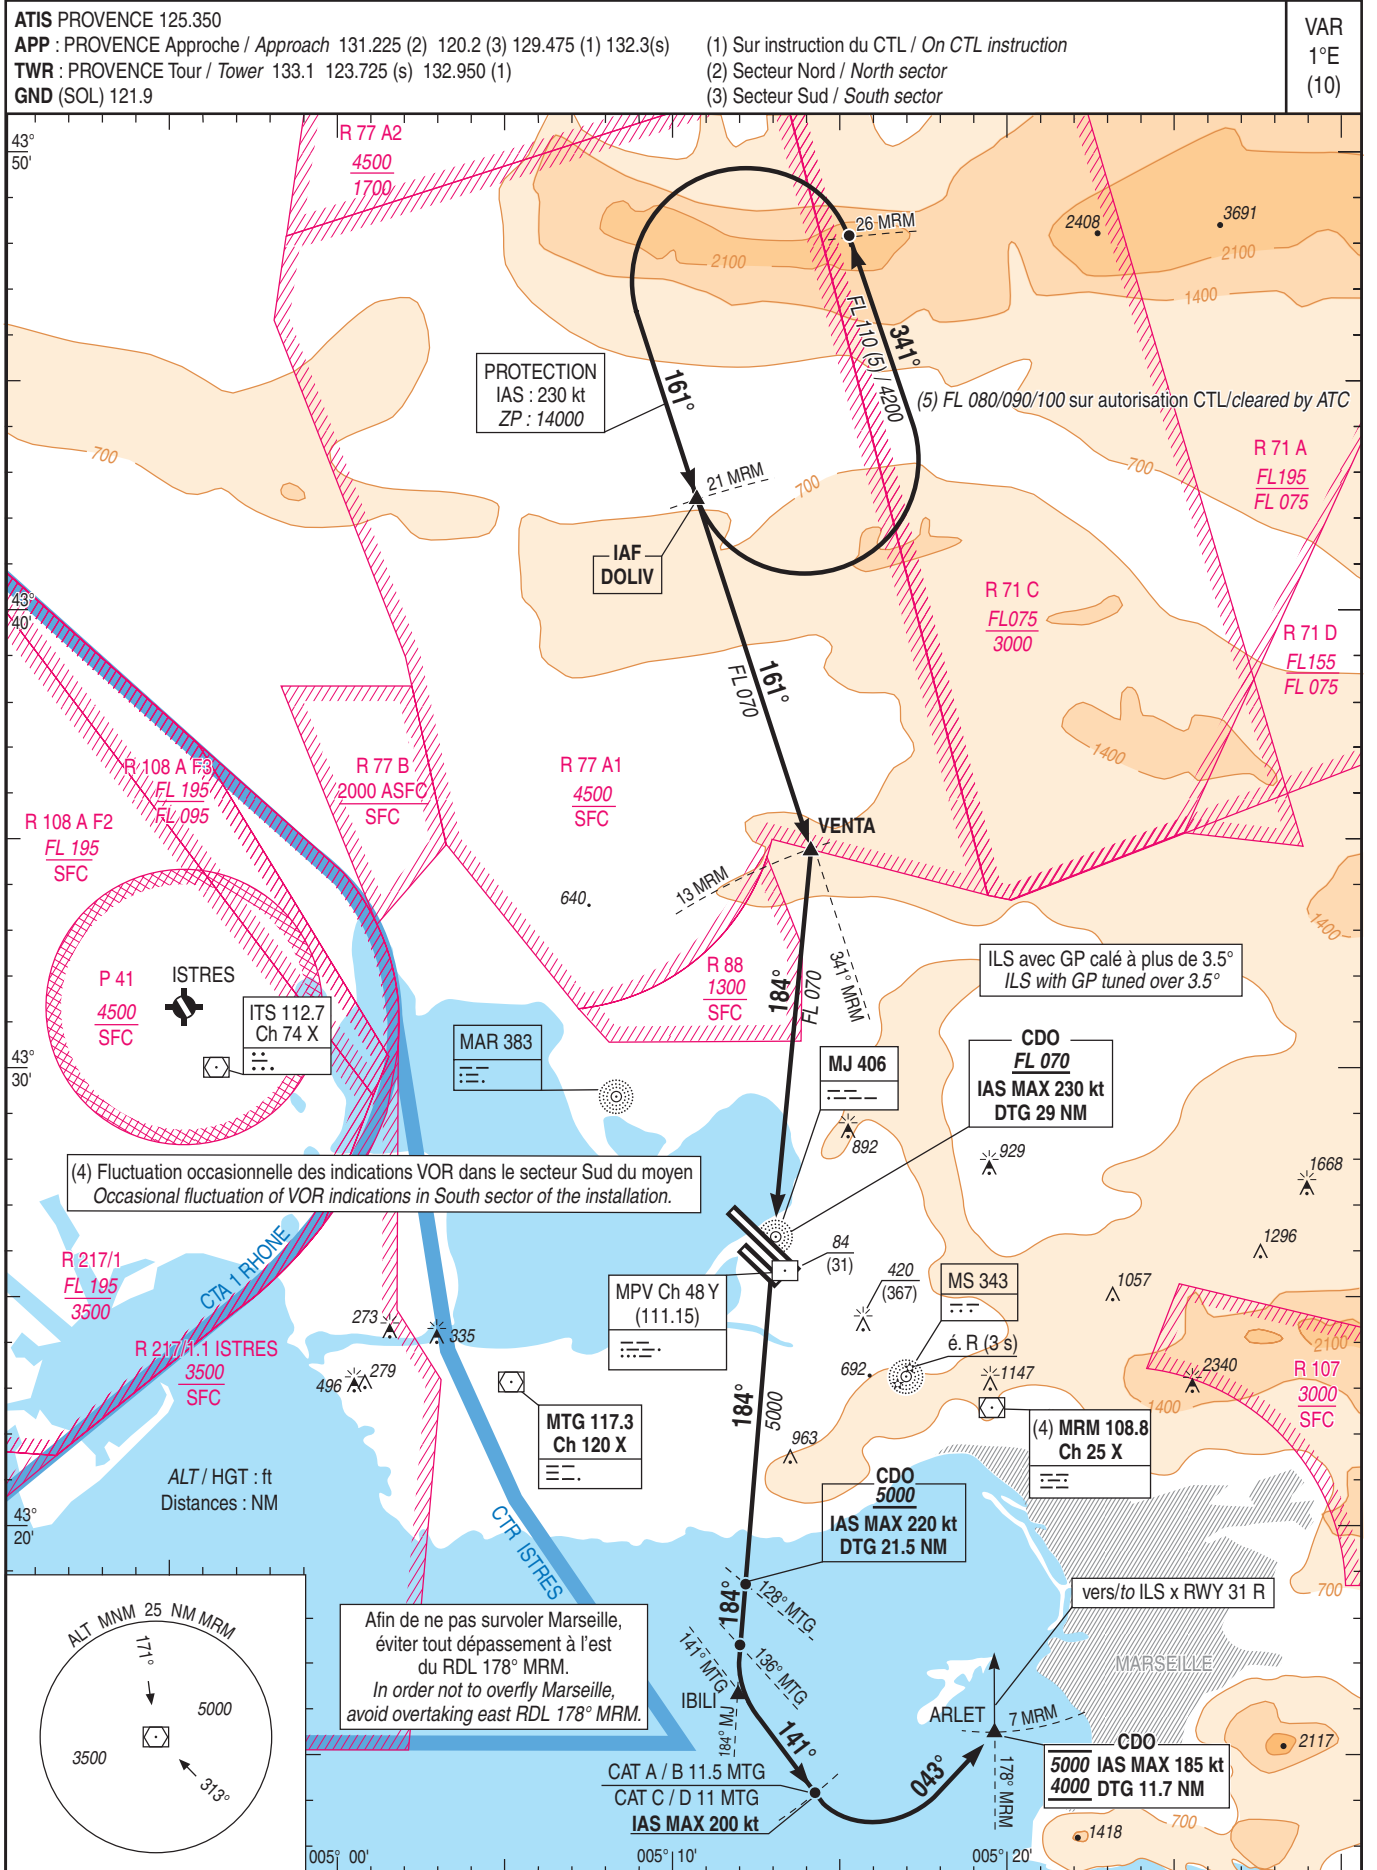 ATIS PROVENCE 125.350
APP : PROVENCE Approche / Approach 131.225 (2) 120.2 (3) 129.475 (1) 132.3(s)
TWR : PROVENCE Tour / Tower 133.1 123.725 (s) 132.950 (1)
GND (SOL) 121.9
(1) Sur instruction du CTL / On CTL instruction
(2) Secteur Nord / North sector
(3) Secteur Sud / South sector
VAR
1°E
(10)
43°
50'
R 77 A2
4500
1700
26 MRM
2408
3691
2100
2100
1400
341°
FL 110 (5) / 4200
PROTECTION
IAS : 230 kt
ZP : 14000
161°
(5) FL 080/090/100 sur autorisation CTL/cleared by ATC
700
21 MRM
700
700
R 71 A
FL195
FL 075
IAF
DOLIV
43°
40'
R 71 C
FL075
3000
R 71 D
FL155
FL 075
161°
FL 070
1400
R 108 A F3
FL 195
FL 095
R 77 B
2000 ASFC
SFC
R 77 A1
4500
SFC
R 108 A F2
FL 195
SFC
VENTA
13 MRM
640
1400
P 41
4500
SFC
ISTRES
R 88
1300
SFC
184°
FL 070
341° MRM
ILS avec GP calé à plus de 3.5°
ILS with GP tuned over 3.5°
ITS 112.7
Ch 74 X
MAR 383
CDO
FL 070
IAS MAX 230 kt
DTG 29 NM
43°
30'
MJ 406
892
929
1668
(4) Fluctuation occasionnelle des indications VOR dans le secteur Sud du moyen
Occasional fluctuation of VOR indications in South sector of the installation.
1296
R 217/1
FL 195
3500
CTA 1 RHONE
84
(31)
420
(367)
MS 343
1057
MPV Ch 48 Y
(111.15)
273
335
é. R (3 s)
2100
R 217/1.1 ISTRES
3500
SFC
496
279
692
1147
2340
R 107
3000
SFC
184°
5000
1400
MTG 117.3
Ch 120 X
963
(4) MRM 108.8
Ch 25 X
ALT / HGT : ft
Distances : NM
CDO
5000
IAS MAX 220 kt
DTG 21.5 NM
43°
20'
CTR ISTRES
700
184°
128° MTG
vers/to ILS x RWY 31 R
ALT MNM 25 NM MRM
171°
5000
3500
313°
Afin de ne pas survoler Marseille,
éviter tout dépassement à l'est
du RDL 178° MRM.
In order not to overfly Marseille,
avoid overtaking east RDL 178° MRM.
141° MTG
136° MTG
MARSEILLE
IBILI
184° MJ
ARLET
7 MRM
141°
043°
178° MRM
CDO
5000 IAS MAX 185 kt
4000 DTG 11.7 NM
2117
CAT A / B 11.5 MTG
CAT C / D 11 MTG
IAS MAX 200 kt
700
1418
005° 00'
005° 10'
005° 20'